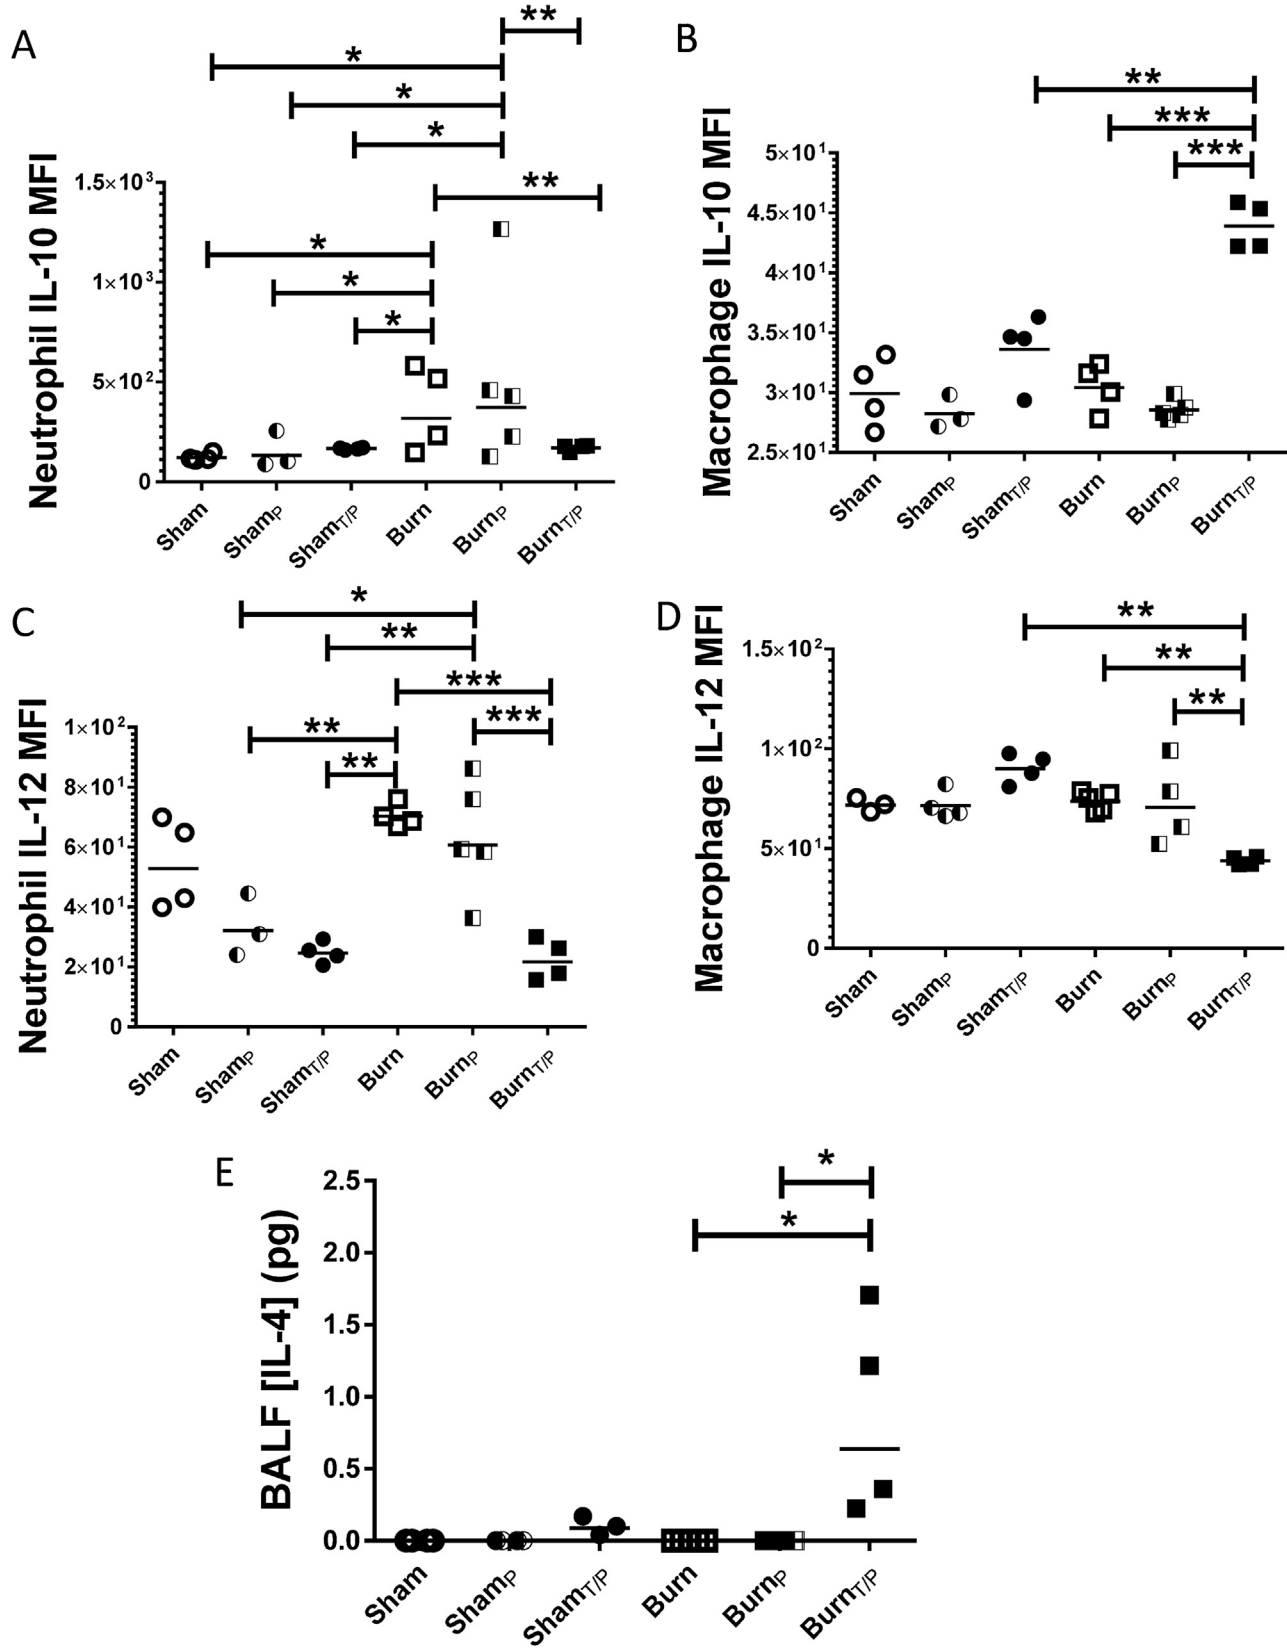 A
**
*
*
*
**
*
*
*
Neutrophil IL-10 MFI
1.5×10³
1×10³
5×10²
0
Sham
ShamP
ShamT/P
Burn
BurnP
BurnT/P
B
**
***
***
Macrophage IL-10 MFI
5×10¹
4.5×10¹
4×10¹
3.5×10¹
3×10¹
2.5×10¹
Sham
ShamP
ShamT/P
Burn
BurnP
BurnT/P
C
*
**
***
***
**
**
Neutrophil IL-12 MFI
1×10²
8×10¹
6×10¹
4×10¹
2×10¹
0
Sham
ShamP
ShamT/P
Burn
BurnP
BurnT/P
D
**
**
**
Macrophage IL-12 MFI
1.5×10²
1×10²
5×10¹
0
Sham
ShamP
ShamT/P
Burn
BurnP
BurnT/P
E
*
*
BALF [IL-4] (pg)
2.5
2.0
1.5
1.0
0.5
0.0
Sham
ShamP
ShamT/P
Burn
BurnP
BurnT/P